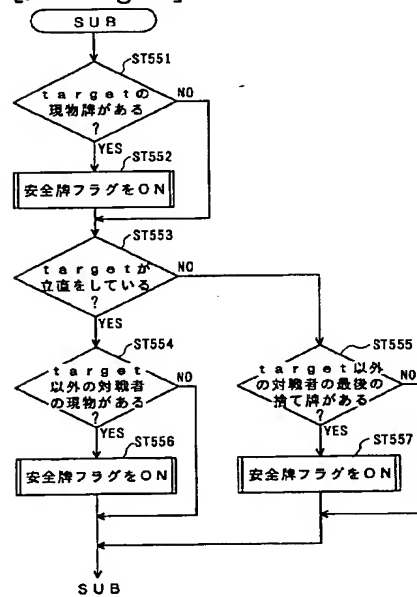 SUB
ST551
targetの
現物牌がある
?
NO
YES
ST552
安全牌フラグをON
ST553
targetが
立直をしている
?
NO
YES
ST554
target
以外の対戦者
の現物がある
?
NO
YES
ST556
安全牌フラグをON
ST555
target以外
の対戦者の最後の
捨て牌がある
?
NO
YES
ST557
安全牌フラグをON
SUB